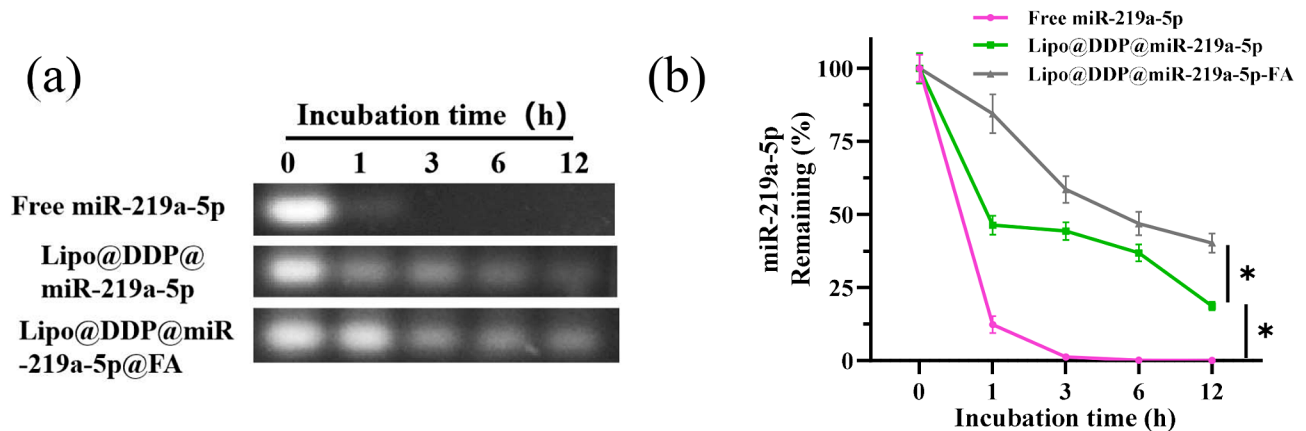 (a)
Incubation time (h)
0 1 3 6 12
Free miR-219a-5p
Lipo@DDP@
miR-219a-5p
Lipo@DDP@miR
-219a-5p@FA
(b)
Free miR-219a-5p
Lipo@DDP@miR-219a-5p
Lipo@DDP@miR-219a-5p-FA
miR-219a-5p
Remaining (%)
100
75
50
25
0
*
*
0 1 3 6 12
Incubation time (h)